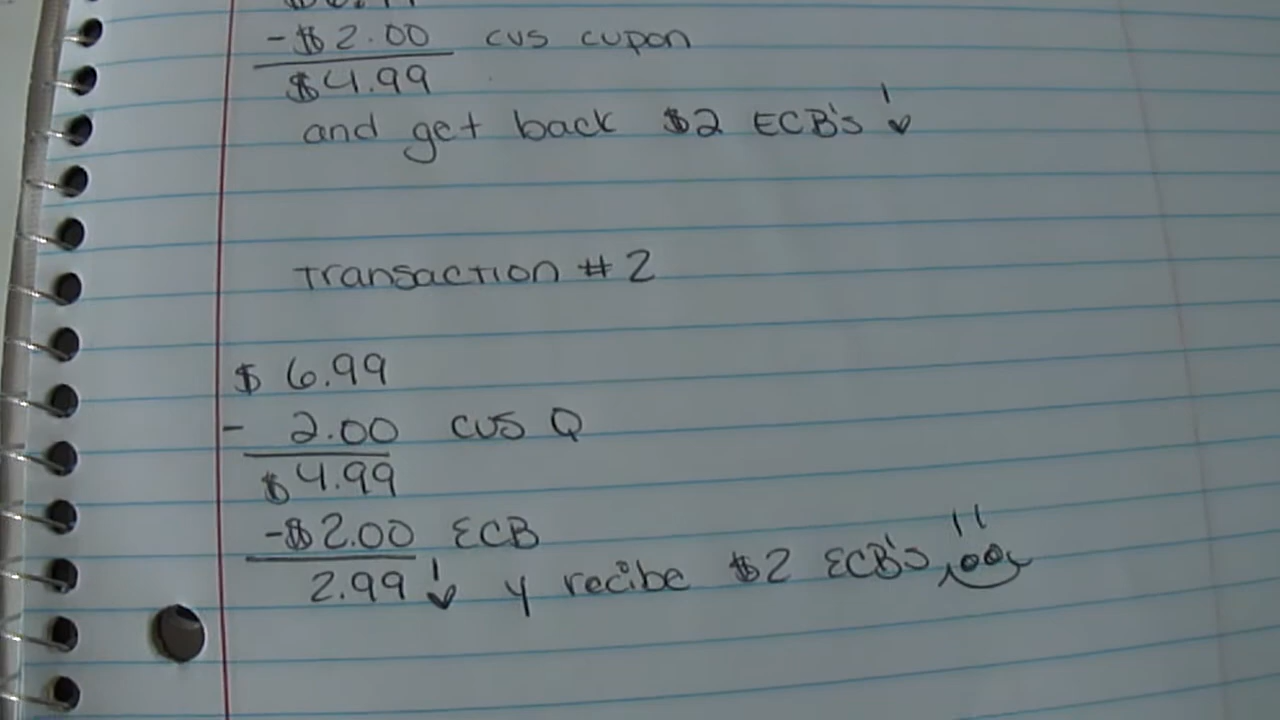 -$2.00 cvs cupon
$4.99
and get back $2 ECB's!
Transaction #2
$ 6.99
- 2.00 cvs Q
$4.99
-$2.00 ECB
2.99! y recibe $2 ECB's